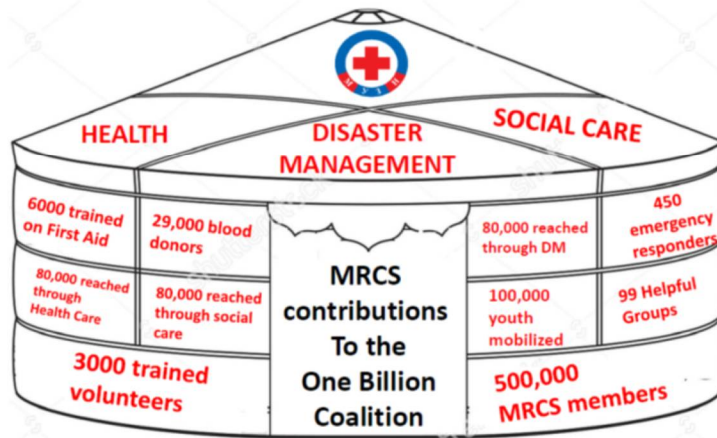 МУЗН
HEALTH
DISASTER
MANAGEMENT
SOCIAL CARE
6000 trained
on First Aid
29,000 blood
donors
80,000 reached
through DM
450
emergency
responders
80,000 reached
through
Health Care
80,000 reached
through social
care
100,000
youth
mobilized
99 Helpful
Groups
3000 trained
volunteers
500,000
MRCS members
MRCS
contributions
To the
One Billion
Coalition